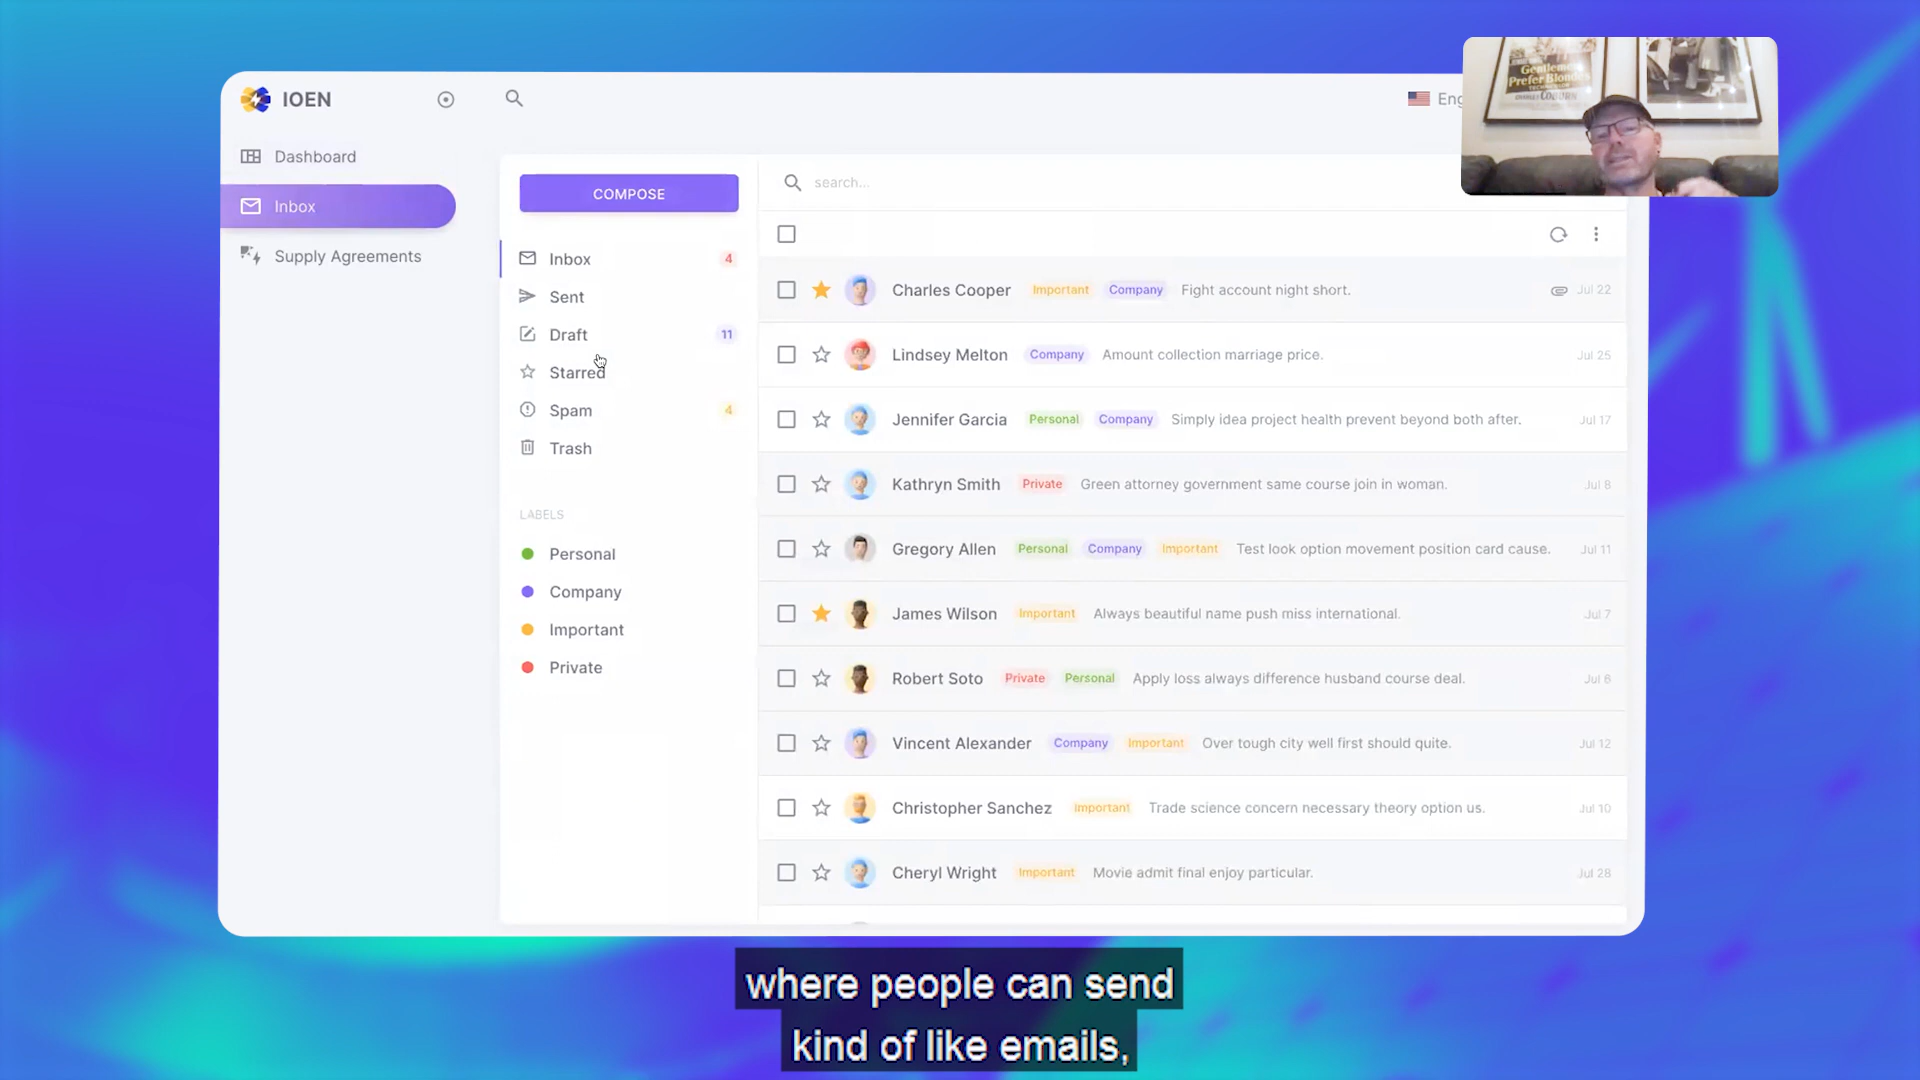 IOEN
Eng
Gentlemen
Prefer Blondes
COBURN
Dashboard
Inbox
Supply Agreements
COMPOSE
Inbox 4
Sent
Draft 11
Starred
Spam 4
Trash
LABELS
Personal
Company
Important
Private
search...
Charles Cooper Important Company Fight account night short. Jul 22
Lindsey Melton Company Amount collection marriage price. Jul 25
Jennifer Garcia Personal Company Simply idea project health prevent beyond both after. Jul 17
Kathryn Smith Private Green attorney government same course join in woman. Jul 8
Gregory Allen Personal Company Important Test look option movement position card cause. Jul 11
James Wilson Important Always beautiful name push miss international. Jul 7
Robert Soto Private Personal Apply loss always difference husband course deal. Jul 6
Vincent Alexander Company Important Over tough city well first should quite. Jul 12
Christopher Sanchez Important Trade science concern necessary theory option us. Jul 10
Cheryl Wright Important Movie admit final enjoy particular. Jul 28
where people can send
kind of like emails,